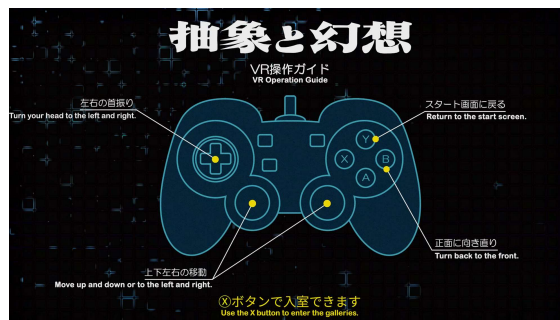 抽象と幻想
VR操作ガイド
VR Operation Guide
左右の首振り
Turn your head to the left and right.
スタート画面に戻る
Return to the start screen.
Y
X
B
A
正面に向き直り
Turn back to the front.
上下左右の移動
Move up and down or to the left and right.
Ⓧボタンで入室できます
Use the X button to enter the galleries.